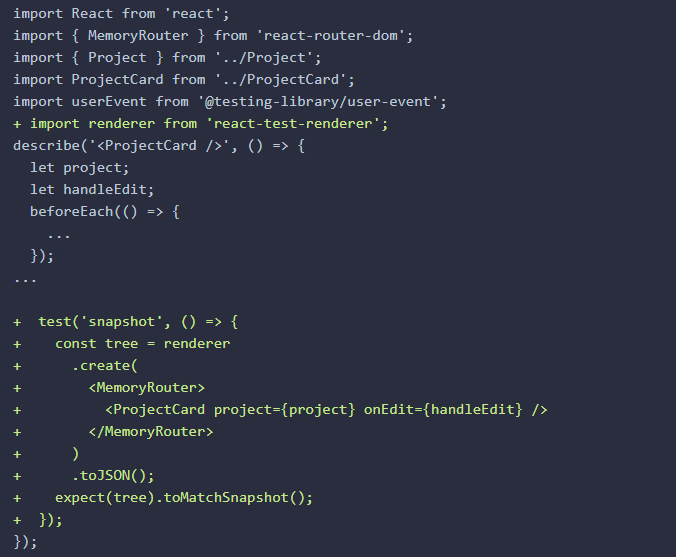 import React from 'react';
import { MemoryRouter } from 'react-router-dom';
import { Project } from '../Project';
import ProjectCard from '../ProjectCard';
import userEvent from '@testing-library/user-event';
+ import renderer from 'react-test-renderer';
describe('<ProjectCard />', () => {
  let project;
  let handleEdit;
  beforeEach(() => {
    ...
  });
...

+  test('snapshot', () => {
+    const tree = renderer
+      .create(
+        <MemoryRouter>
+          <ProjectCard project={project} onEdit={handleEdit} />
+        </MemoryRouter>
+      )
+      .toJSON();
+    expect(tree).toMatchSnapshot();
+  });
});